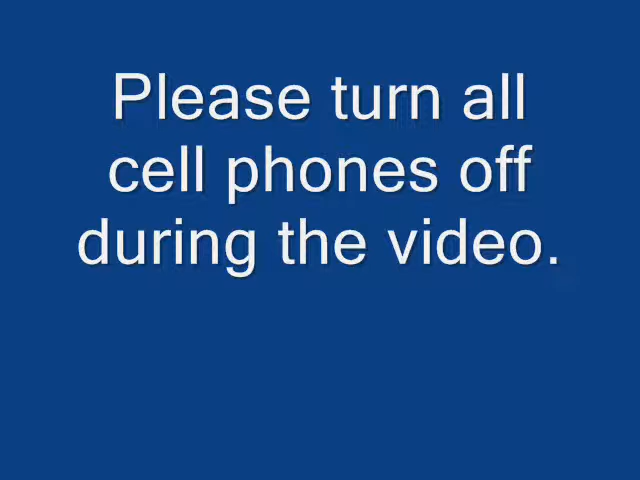 Please turn all
cell phones off
during the video.